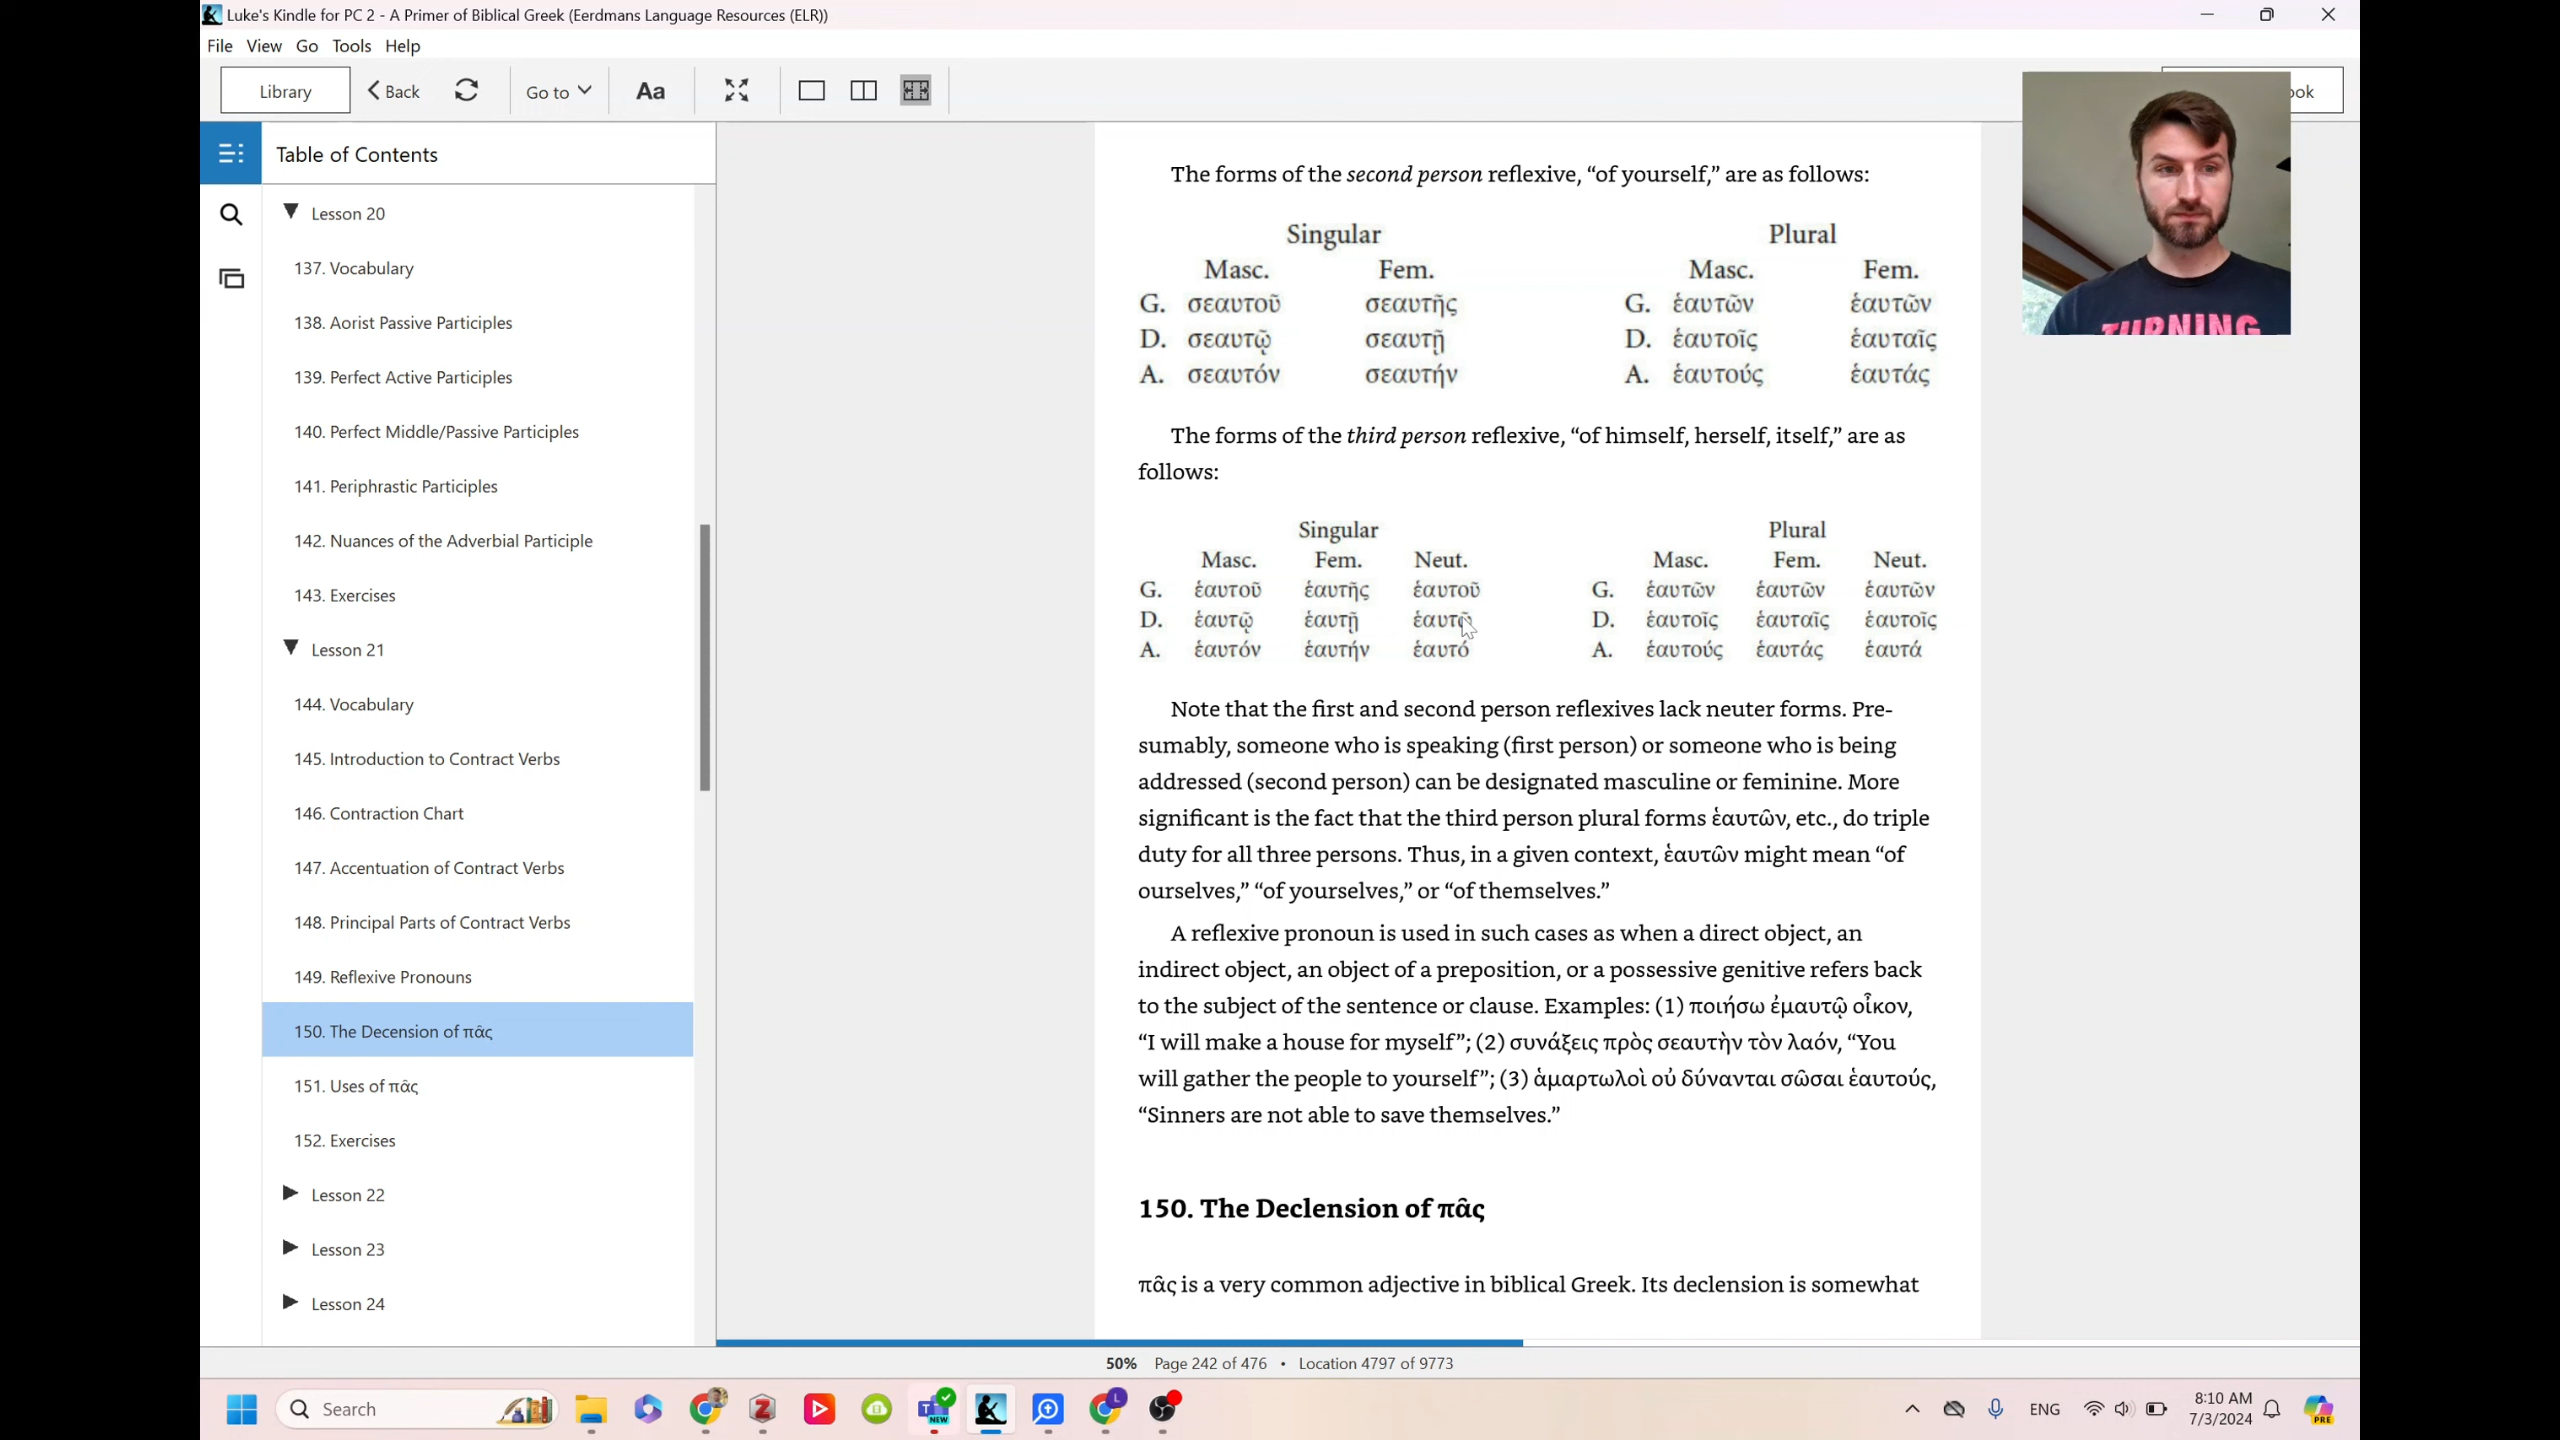 Luke's Kindle for PC 2 - A Primer of Biblical Greek (Eerdmans Language Resources (ELR))
File View Go Tools Help
Library Back Go to Aa ook
Table of Contents
Lesson 20
137. Vocabulary
138. Aorist Passive Participles
139. Perfect Active Participles
140. Perfect Middle/Passive Participles
141. Periphrastic Participles
142. Nuances of the Adverbial Participle
143. Exercises
Lesson 21
144. Vocabulary
145. Introduction to Contract Verbs
146. Contraction Chart
147. Accentuation of Contract Verbs
148. Principal Parts of Contract Verbs
149. Reflexive Pronouns
150. The Decension of πᾶς
151. Uses of πᾶς
152. Exercises
Lesson 22
Lesson 23
Lesson 24
The forms of the second person reflexive, “of yourself,” are as follows:
Singular Plural
Masc. Fem. Masc. Fem.
G. σεαυτοῦ σεαυτῆς G. ἑαυτῶν ἑαυτῶν
D. σεαυτῷ σεαυτῇ D. ἑαυτοῖς ἑαυταῖς
A. σεαυτόν σεαυτήν A. ἑαυτούς ἑαυτάς
The forms of the third person reflexive, “of himself, herself, itself,” are as
follows:
Singular Plural
Masc. Fem. Neut. Masc. Fem. Neut.
G. ἑαυτοῦ ἑαυτῆς ἑαυτοῦ G. ἑαυτῶν ἑαυτῶν ἑαυτῶν
D. ἑαυτῷ ἑαυτῇ ἑαυτῷ D. ἑαυτοῖς ἑαυταῖς ἑαυτοῖς
A. ἑαυτόν ἑαυτήν ἑαυτό A. ἑαυτούς ἑαυτάς ἑαυτά
Note that the first and second person reflexives lack neuter forms. Pre-
sumably, someone who is speaking (first person) or someone who is being
addressed (second person) can be designated masculine or feminine. More
significant is the fact that the third person plural forms ἑαυτῶν, etc., do triple
duty for all three persons. Thus, in a given context, ἑαυτῶν might mean “of
ourselves,” “of yourselves,” or “of themselves.”
A reflexive pronoun is used in such cases as when a direct object, an
indirect object, an object of a preposition, or a possessive genitive refers back
to the subject of the sentence or clause. Examples: (1) ποιήσω ἐμαυτῷ οἶκον,
“I will make a house for myself”; (2) συνάξεις πρὸς σεαυτὴν τὸν λαόν, “You
will gather the people to yourself”; (3) ἁμαρτωλοὶ οὐ δύνανται σῶσαι ἑαυτούς,
“Sinners are not able to save themselves.”
150. The Declension of πᾶς
πᾶς is a very common adjective in biblical Greek. Its declension is somewhat
50% Page 242 of 476 • Location 4797 of 9773
TURNING
Search
NEW
L
ENG
8:10 AM
7/3/2024
PRE